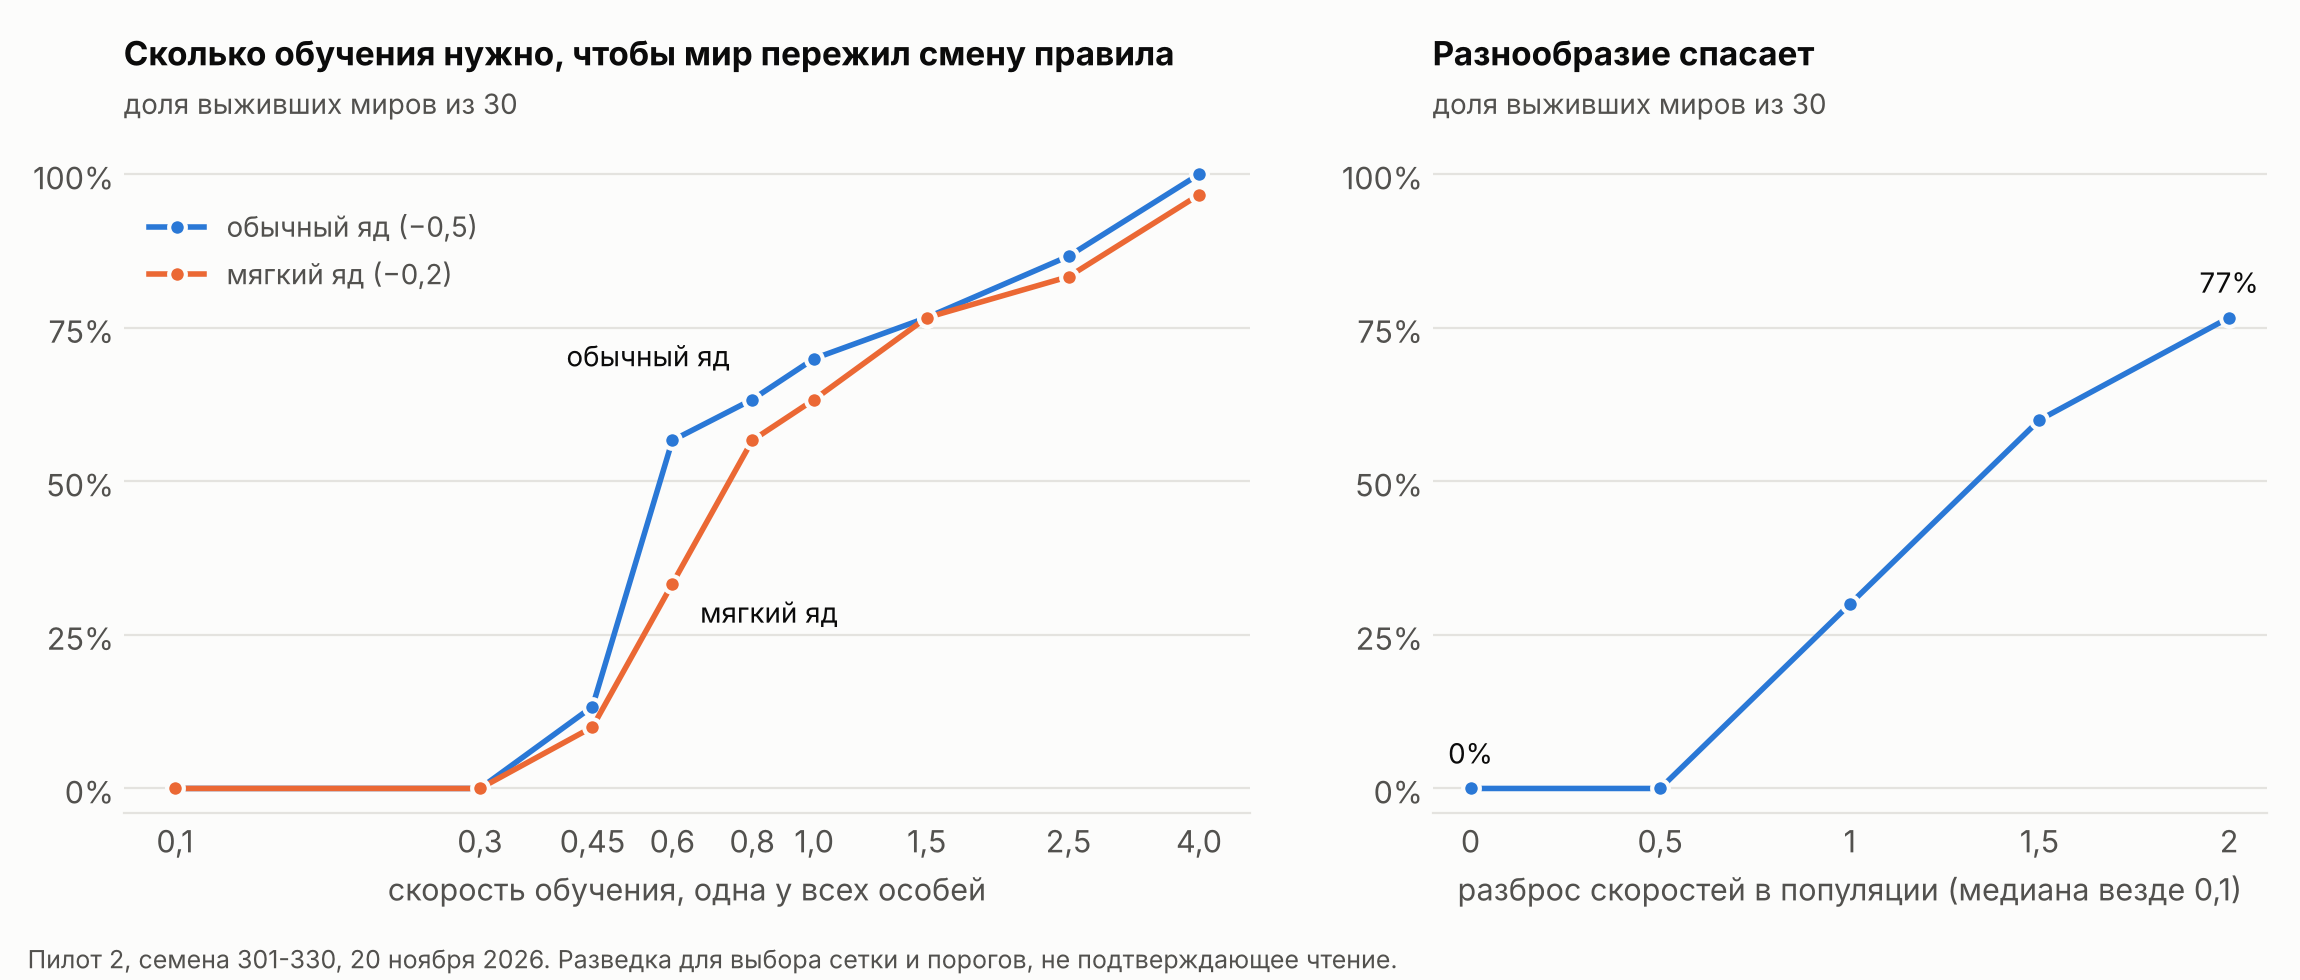 Сколько обучения нужно, чтобы мир пережил смену правила
доля выживших миров из 30
100%
75%
50%
25%
0%
обычный яд (−0,5)
мягкий яд (−0,2)
обычный яд
мягкий яд
0,1 0,3 0,45 0,6 0,8 1,0 1,5 2,5 4,0
скорость обучения, одна у всех особей
Разнообразие спасает
доля выживших миров из 30
100%
75%
50%
25%
0%
77%
0%
0 0,5 1 1,5 2
разброс скоростей в популяции (медиана везде 0,1)
Пилот 2, семена 301-330, 20 ноября 2026. Разведка для выбора сетки и порогов, не подтверждающее чтение.